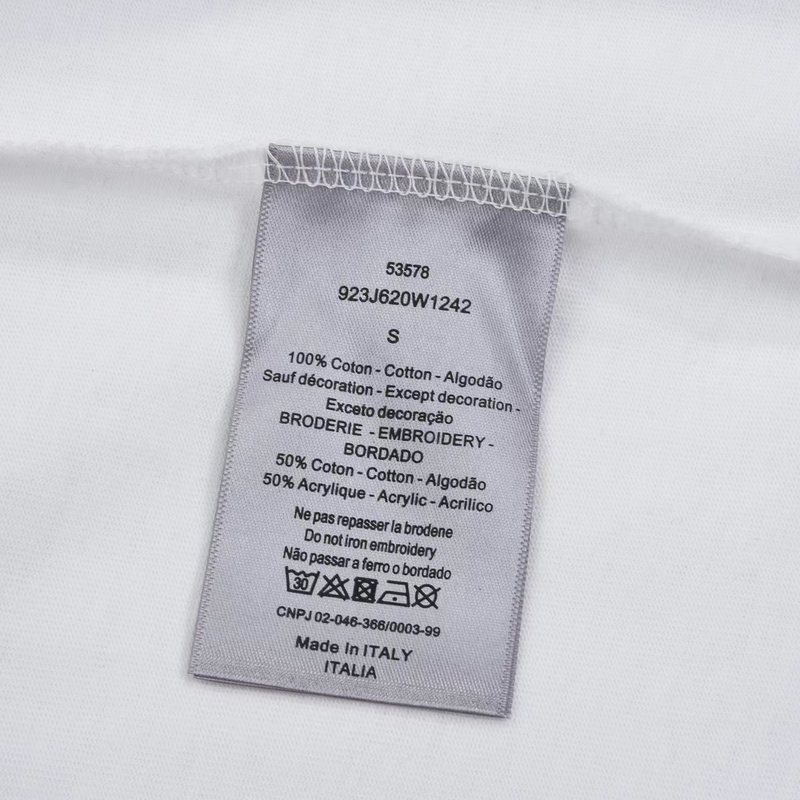 53578
923J620W1242
S
100% Coton - Cotton - Algodão
Sauf décoration - Except decoration -
Exceto decoração
BRODERIE - EMBROIDERY -
BORDADO
50% Coton - Cotton - Algodão
50% Acrylique - Acrylic - Acrilico
Ne pas repasser la brodene
Do not iron embroidery
Não passar a ferro o bordado
30
CNPJ 02-046-366/0003-99
Made in ITALY
ITALIA